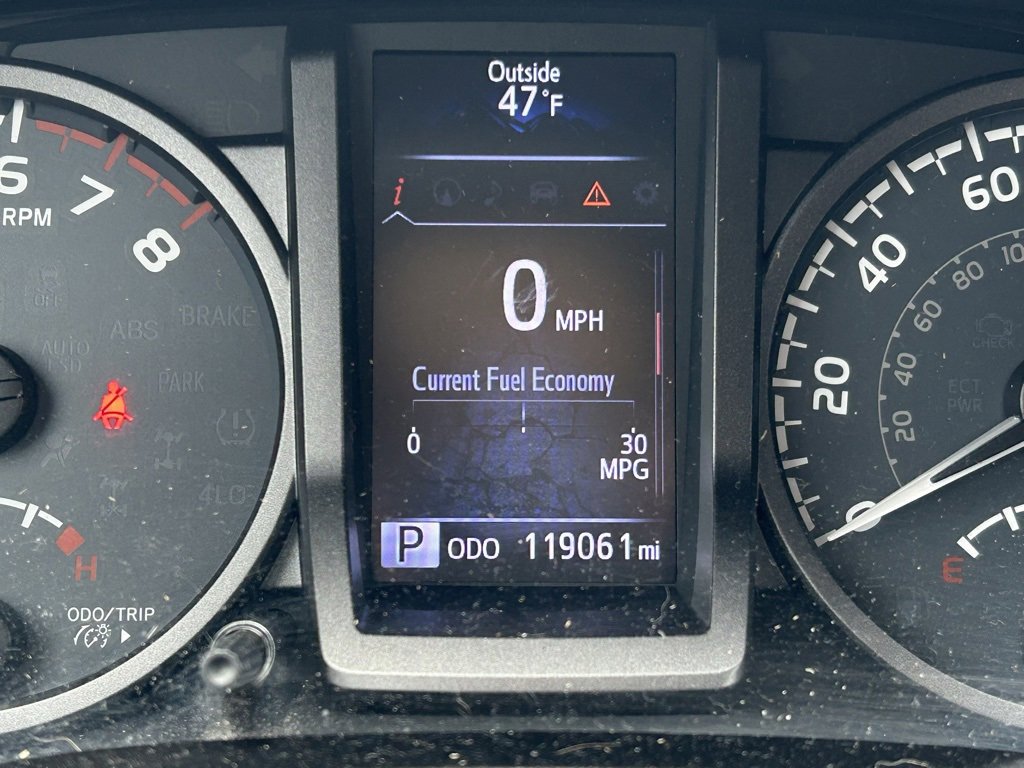 Outside
47°F
i
0 MPH
Current Fuel Economy
0 30
MPG
P ODO 119061 mi
6
7
8
RPM
OFF
ABS
BRAKE
AUTO
LSD
PARK
4LO
H
ODO/TRIP
0
20
40
60
20
40
60
80
CHECK
ECT
PWR
E